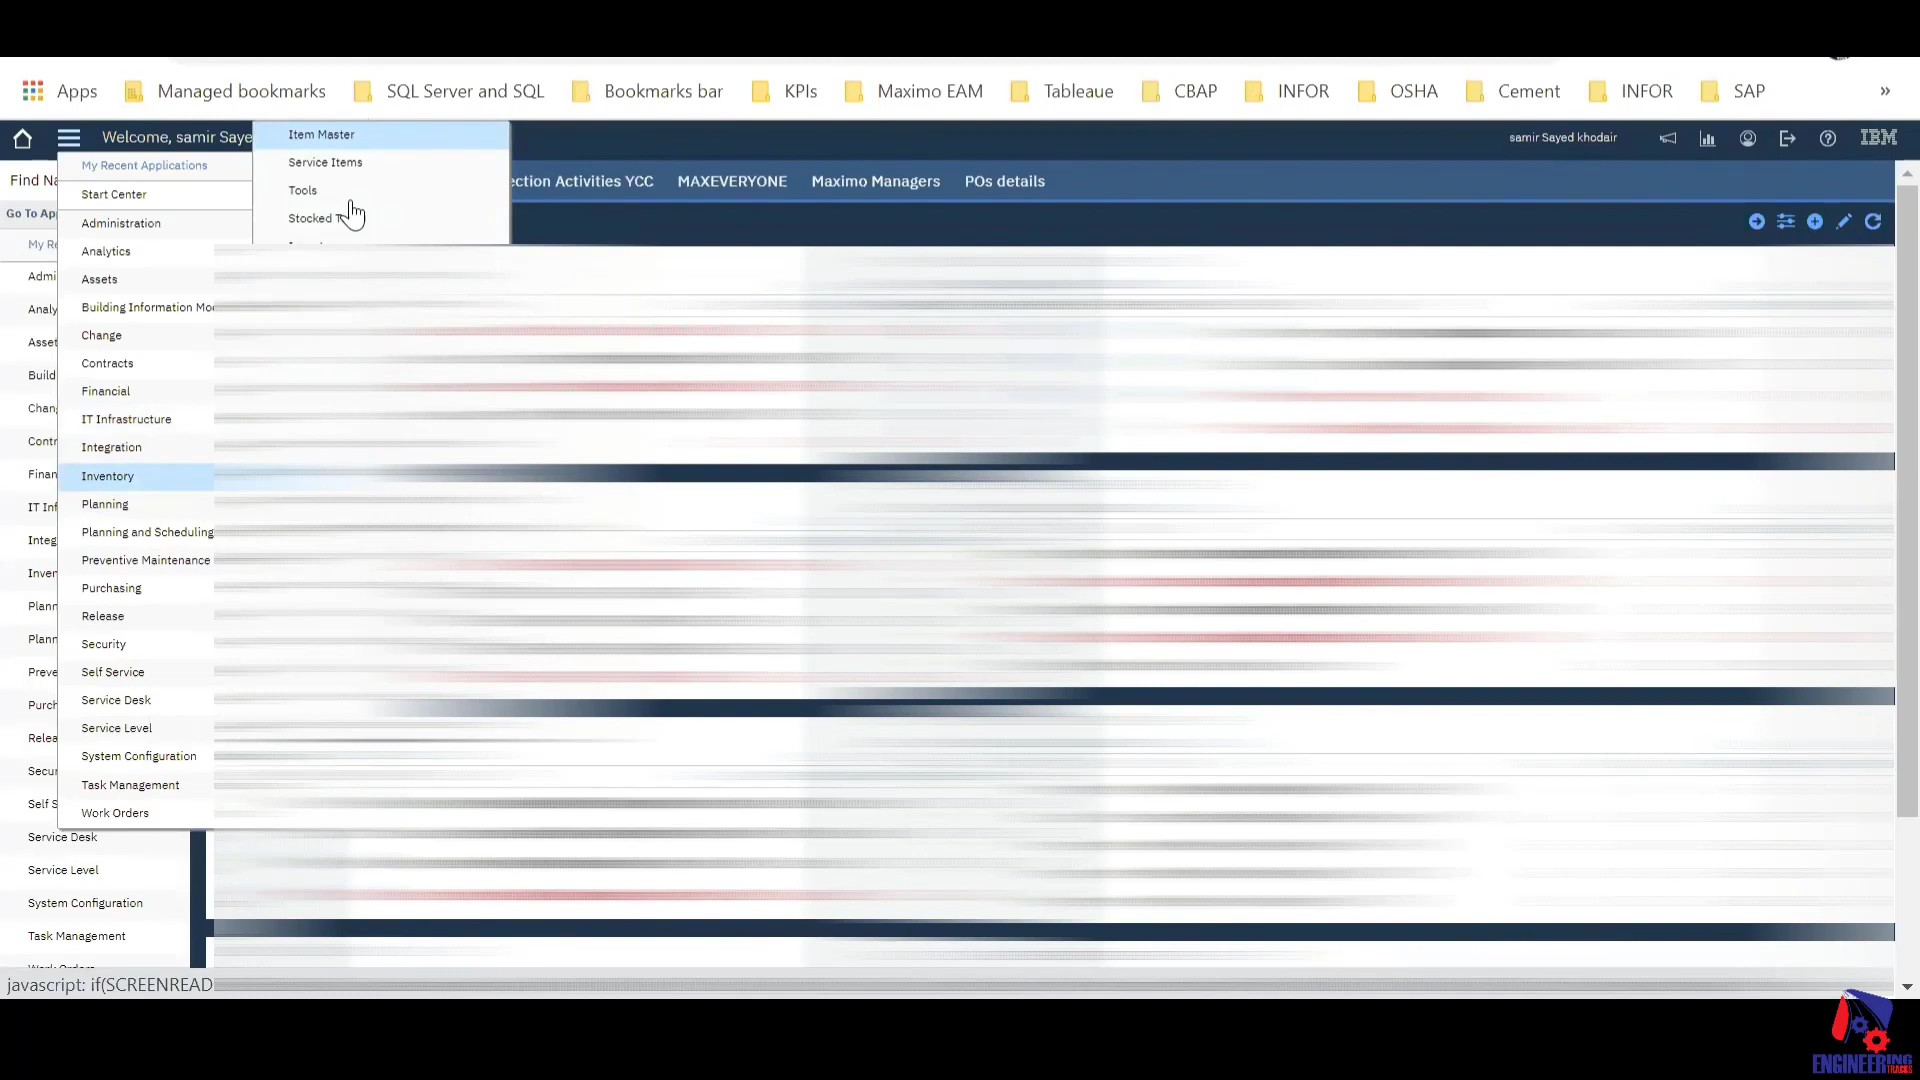 Apps Managed bookmarks SQL Server and SQL Bookmarks bar KPIs Maximo EAM Tableaue CBAP INFOR OSHA Cement INFOR SAP »
Welcome, samir Saye
samir Sayed khodair
IBM
Find Na
ection Activities YCC MAXEVERYONE Maximo Managers POs details
Go To App
My Re
Admi
Analy
Asset
Build
Chan
Contr
Finan
IT Inf
Integ
Inven
Plann
Plann
Preve
Purch
Relea
Secur
Self S
Service Desk
Service Level
System Configuration
Task Management
My Recent Applications
Start Center
Administration
Analytics
Assets
Building Information Mo
Change
Contracts
Financial
IT Infrastructure
Integration
Inventory
Planning
Planning and Scheduling
Preventive Maintenance
Purchasing
Release
Security
Self Service
Service Desk
Service Level
System Configuration
Task Management
Work Orders
Item Master
Service Items
Tools
Stocked
javascript: if(SCREENREAD
ENGINEERING
TRACKS